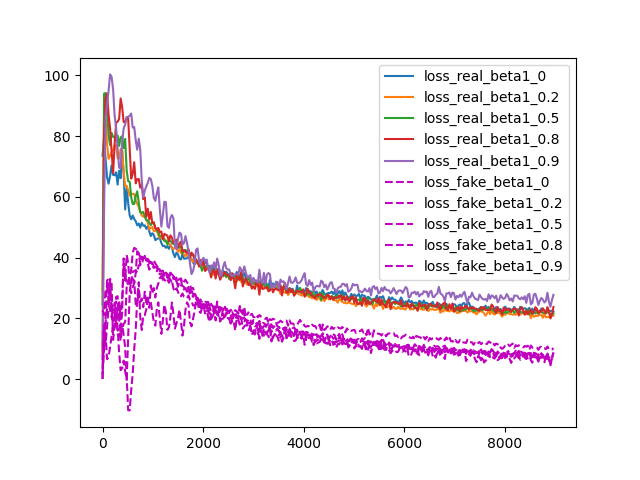 100
80
60
40
20
0
0
2000
4000
6000
8000
loss_real_beta1_0
loss_real_beta1_0.2
loss_real_beta1_0.5
loss_real_beta1_0.8
loss_real_beta1_0.9
loss_fake_beta1_0
loss_fake_beta1_0.2
loss_fake_beta1_0.5
loss_fake_beta1_0.8
loss_fake_beta1_0.9